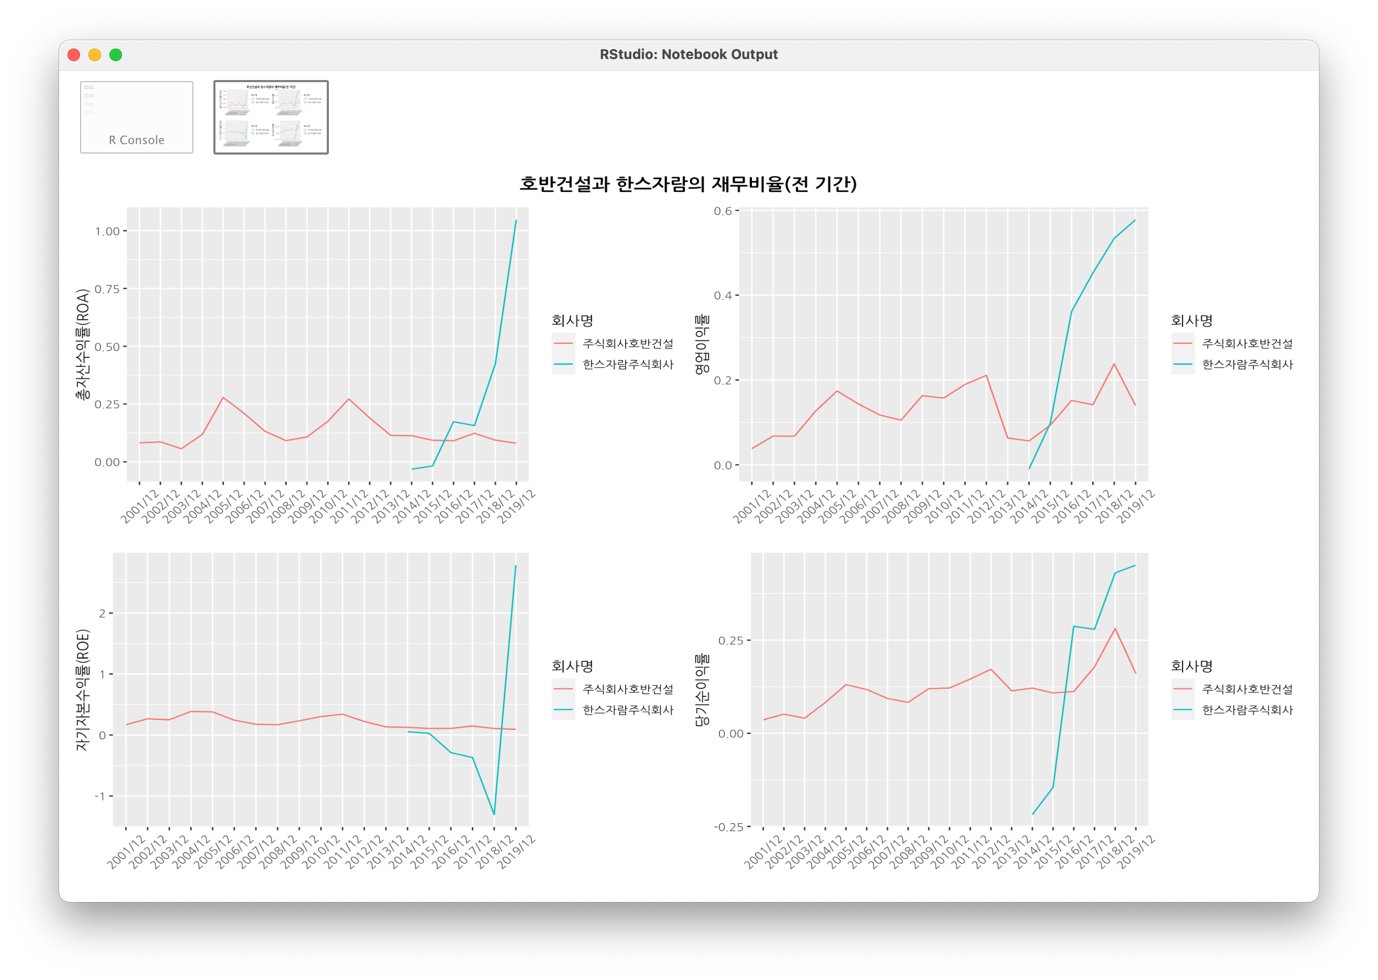 RStudio: Notebook Output
R Console
호반건설과 한스자람의 재무비율(전 기간)
총자산수익률(ROA)
1.00
0.75
0.50
0.25
0.00
2001/12 2002/12 2003/12 2004/12 2005/12 2006/12 2007/12 2008/12 2009/12 2010/12 2011/12 2012/12 2013/12 2014/12 2015/12 2016/12 2017/12 2018/12 2019/12
회사명
주식회사호반건설
한스자람주식회사
영업이익률
0.6
0.4
0.2
0.0
2001/12 2002/12 2003/12 2004/12 2005/12 2006/12 2007/12 2008/12 2009/12 2010/12 2011/12 2012/12 2013/12 2014/12 2015/12 2016/12 2017/12 2018/12 2019/12
회사명
주식회사호반건설
한스자람주식회사
자기자본수익률(ROE)
2
1
0
-1
2001/12 2002/12 2003/12 2004/12 2005/12 2006/12 2007/12 2008/12 2009/12 2010/12 2011/12 2012/12 2013/12 2014/12 2015/12 2016/12 2017/12 2018/12 2019/12
회사명
주식회사호반건설
한스자람주식회사
당기순이익률
0.25
0.00
-0.25
2001/12 2002/12 2003/12 2004/12 2005/12 2006/12 2007/12 2008/12 2009/12 2010/12 2011/12 2012/12 2013/12 2014/12 2015/12 2016/12 2017/12 2018/12 2019/12
회사명
주식회사호반건설
한스자람주식회사